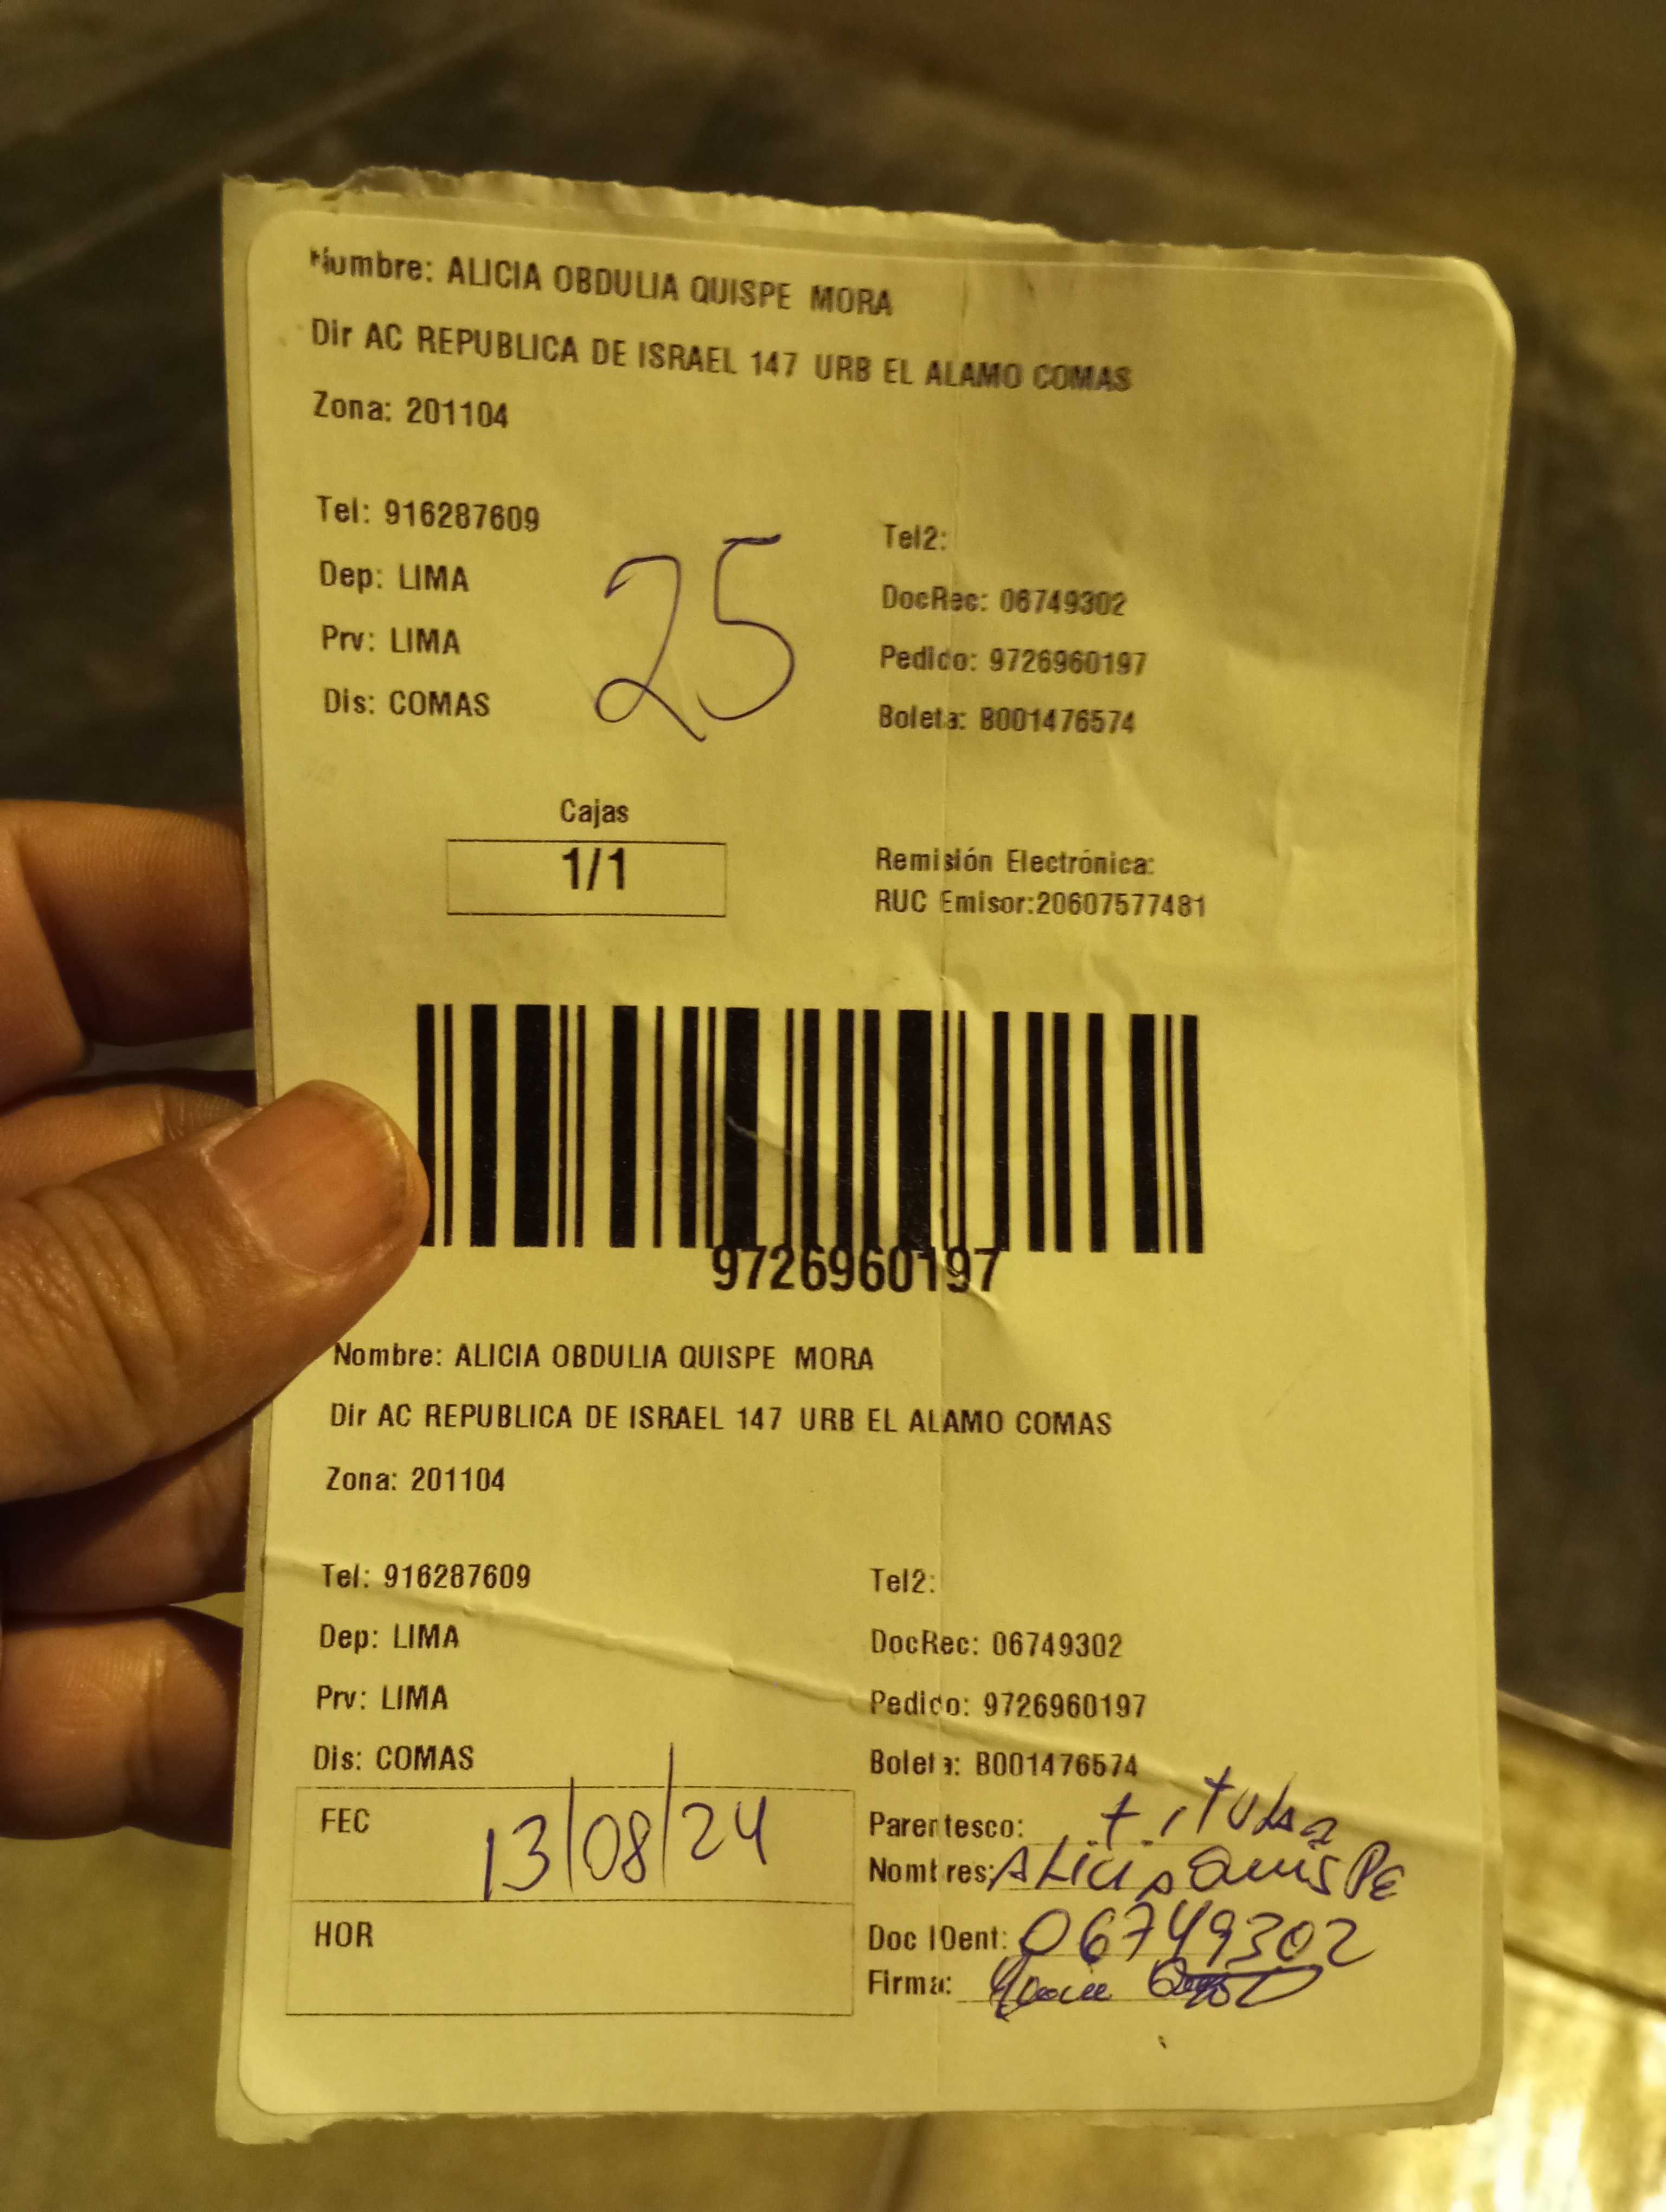 Nombre: ALICIA OBDULIA QUISPE MORA
Dir AC REPUBLICA DE ISRAEL 147 URB EL ALAMO COMAS
Zona: 201104
Tel: 916287609
Tel2:
Dep: LIMA
DocRec: 06749302
25
Prv: LIMA
Pedido: 9726960197
Dis: COMAS
Boleta: B001476574
Cajas
1/1
Remisión Electrónica:
RUC Emisor:20607577481
9726960197
Nombre: ALICIA OBDULIA QUISPE MORA
Dir AC REPUBLICA DE ISRAEL 147 URB EL ALAMO COMAS
Zona: 201104
Tel: 916287609
Tel2:
Dep: LIMA
DocRec: 06749302
Prv: LIMA
Pedido: 9726960197
Dis: COMAS
Boleta: B001476574
FEC 13/08/24
Parentesco:
Nombres: Alicia Quispe
HOR
Doc IDent: 06749302
Firma: